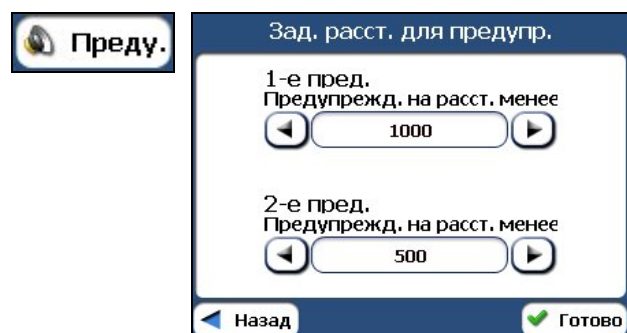 Преду.
Зад. расст. для предупр.
1-е пред.
Предупрежд. на расст. менее
1000
2-е пред.
Предупрежд. на расст. менее
500
Назад
Готово